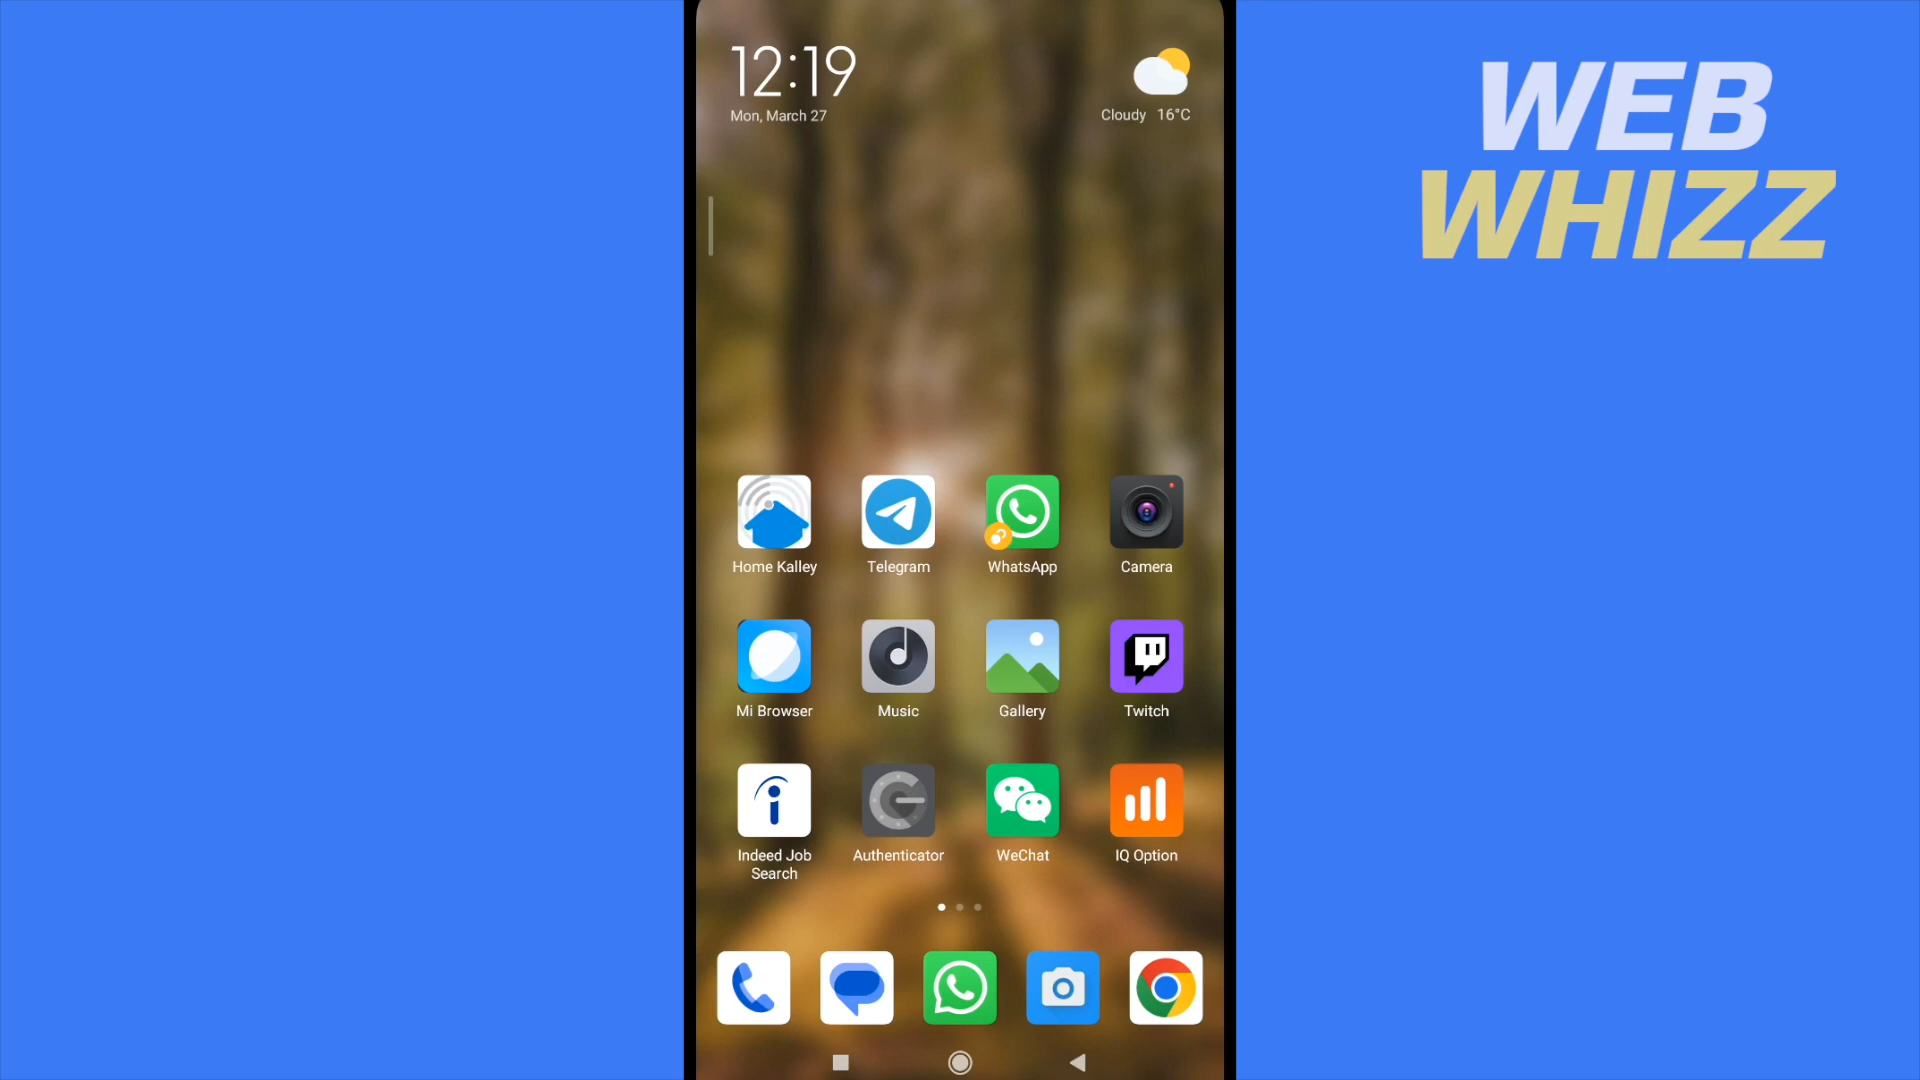 12:19
Mon, March 27
Cloudy 16°C
WEB
WHIZZ
Home Kalley
Telegram
WhatsApp
Camera
Mi Browser
Music
Gallery
Twitch
Indeed Job
Search
Authenticator
WeChat
IQ Option